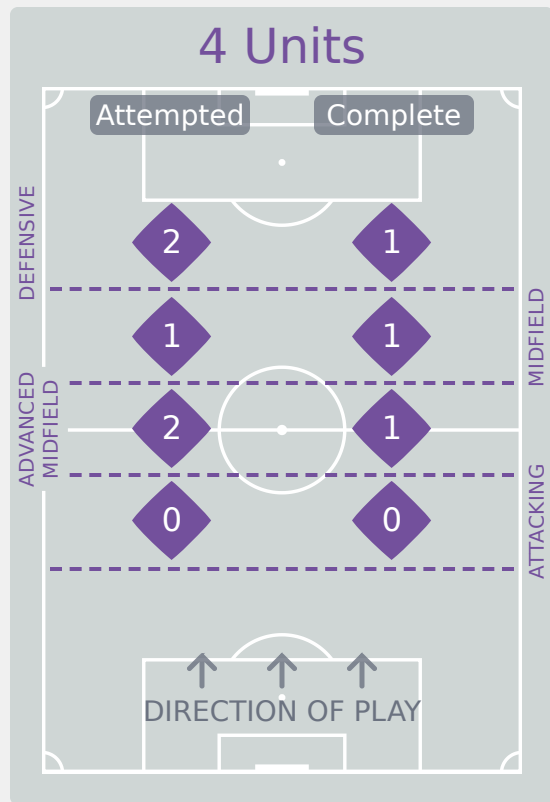 4 Units
Attempted Complete
DEFENSIVE
2 1
MIDFIELD
1 1
ADVANCED
MIDFIELD
2 1
ATTACKING
0 0
DIRECTION OF PLAY